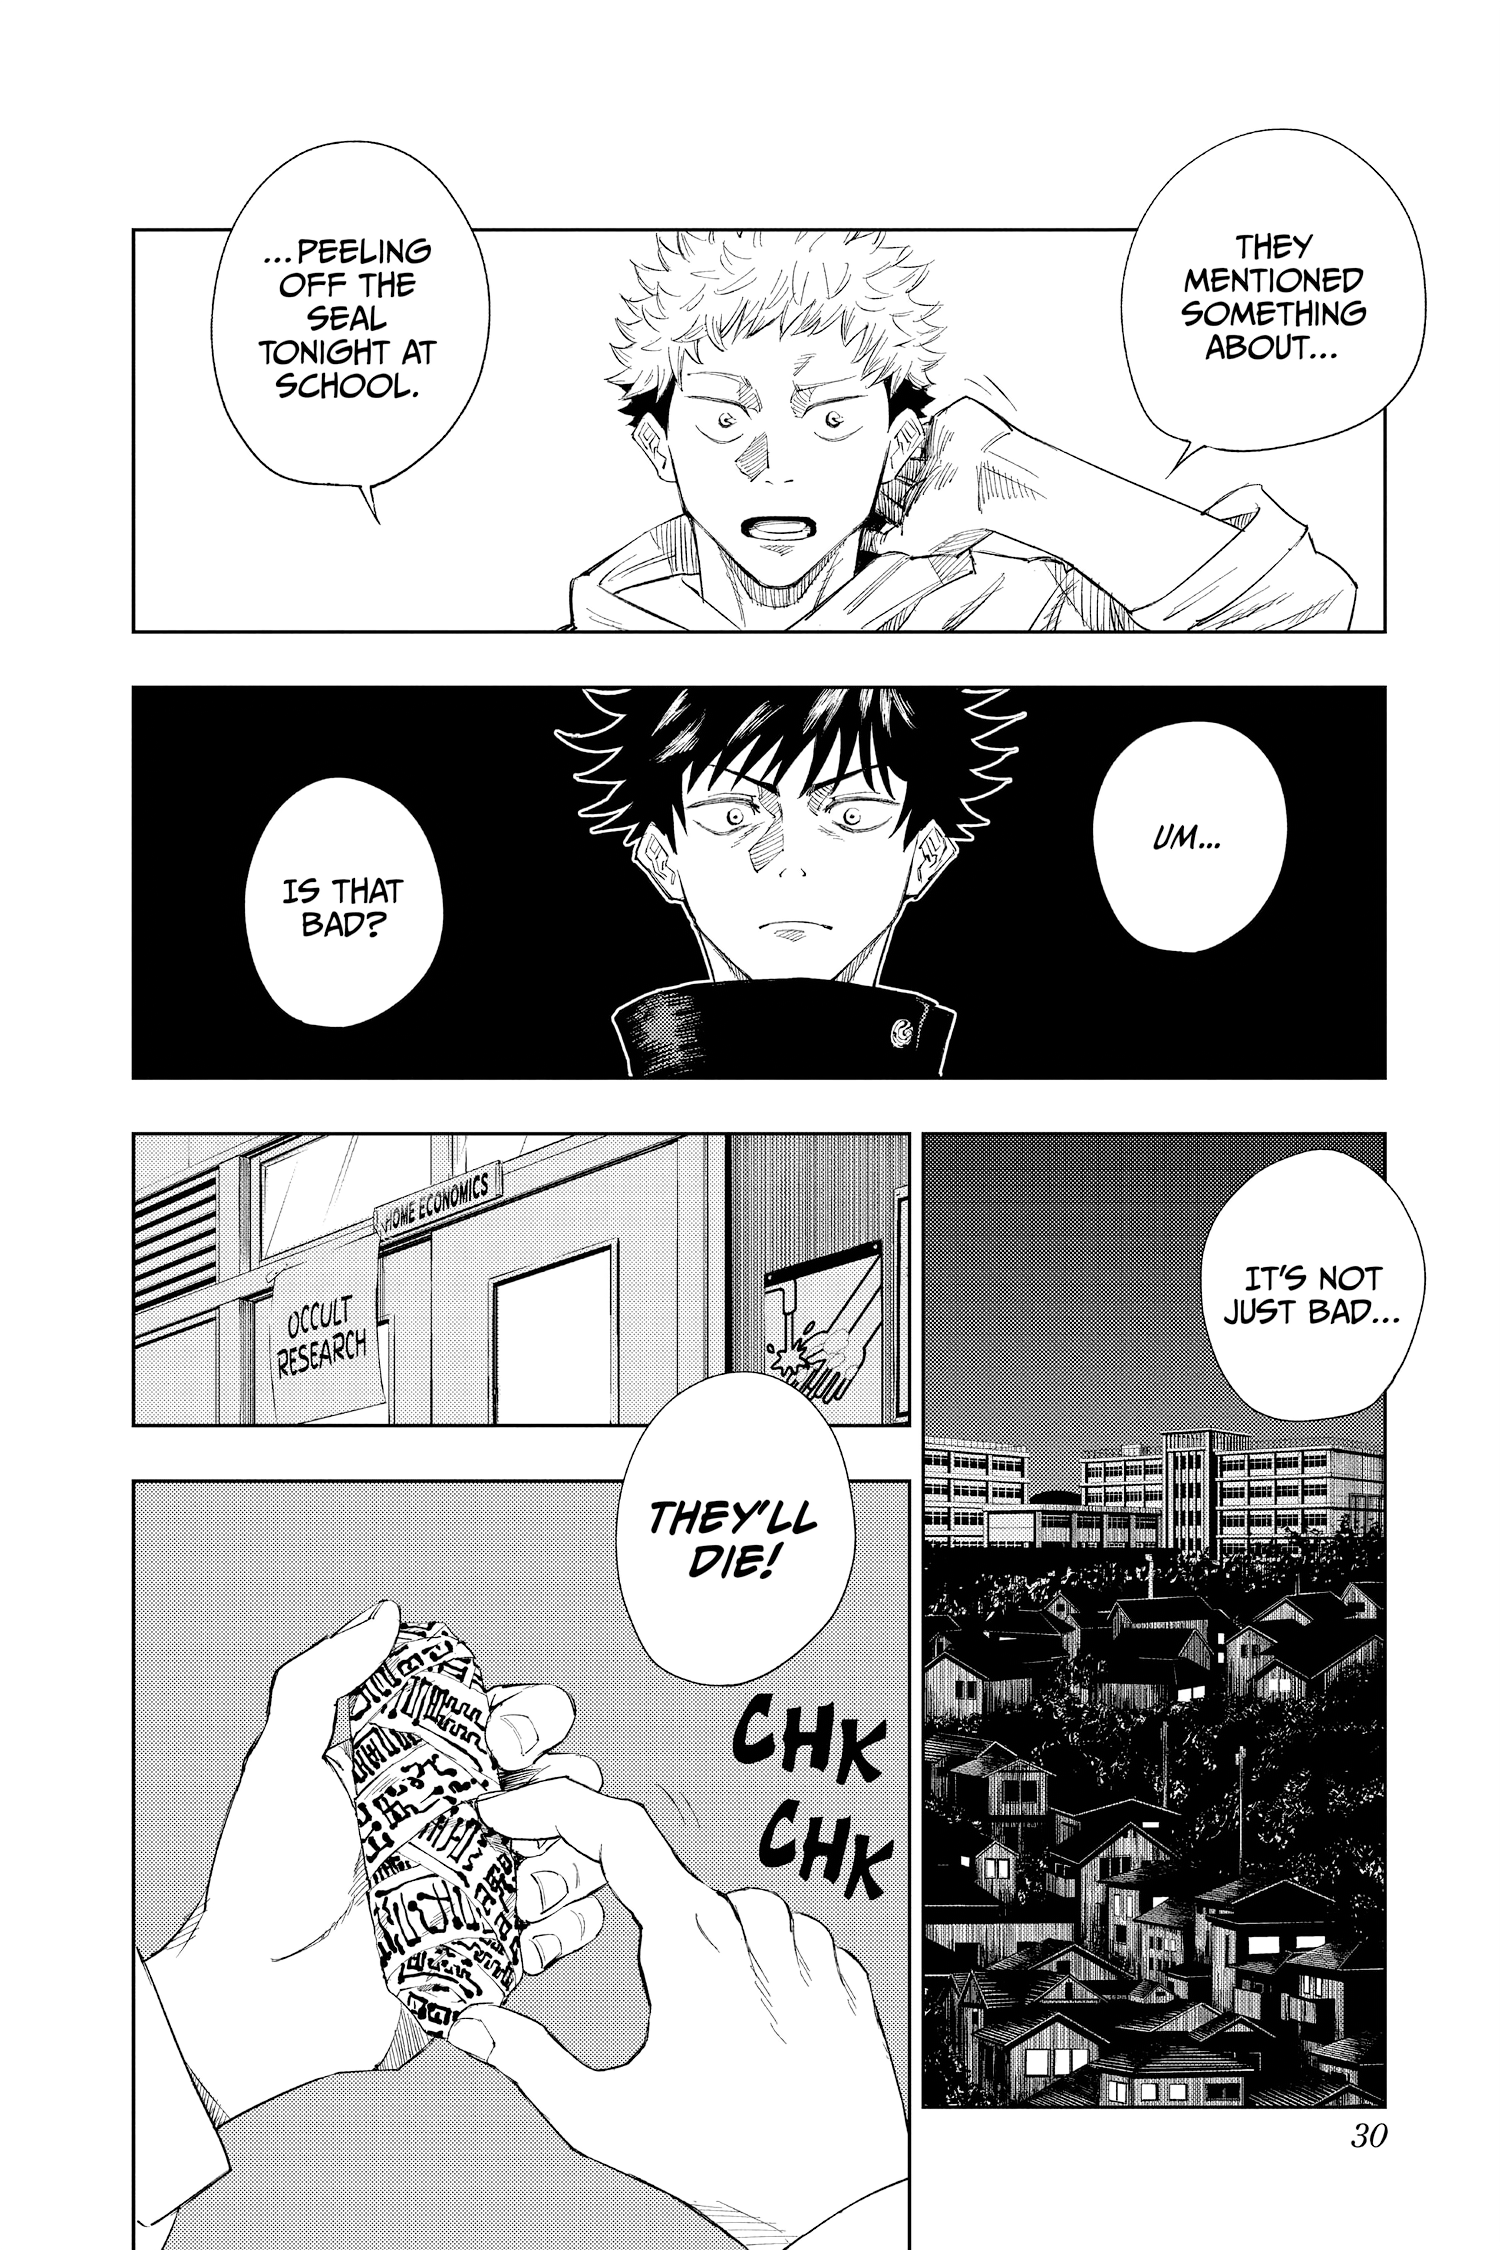 THEY
MENTIONED
SOMETHING
ABOUT...
...PEELING
OFF THE
SEAL
TONIGHT AT
SCHOOL.
UM...
IS THAT
BAD?
IT'S NOT
JUST BAD...
HOME ECONOMICS
OCCULT
RESEARCH
THEY'LL
DIE!
CHK
CHK
30